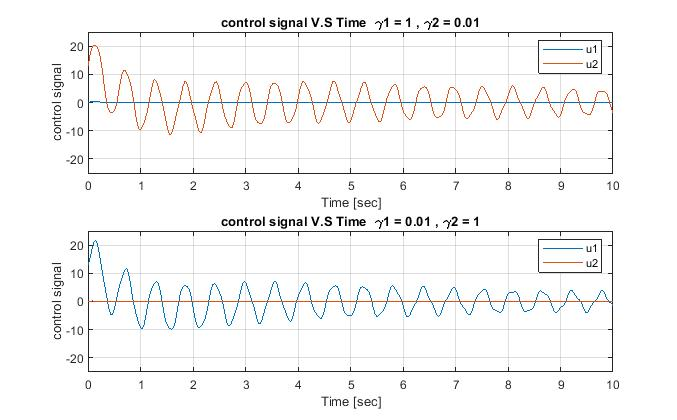 control signal V.S Time γ1 = 1 , γ2 = 0.01
control signal
20
10
0
-10
-20
u1
u2
0 1 2 3 4 5 6 7 8 9 10
Time [sec]
control signal V.S Time γ1 = 0.01 , γ2 = 1
control signal
20
10
0
-10
-20
u1
u2
0 1 2 3 4 5 6 7 8 9 10
Time [sec]